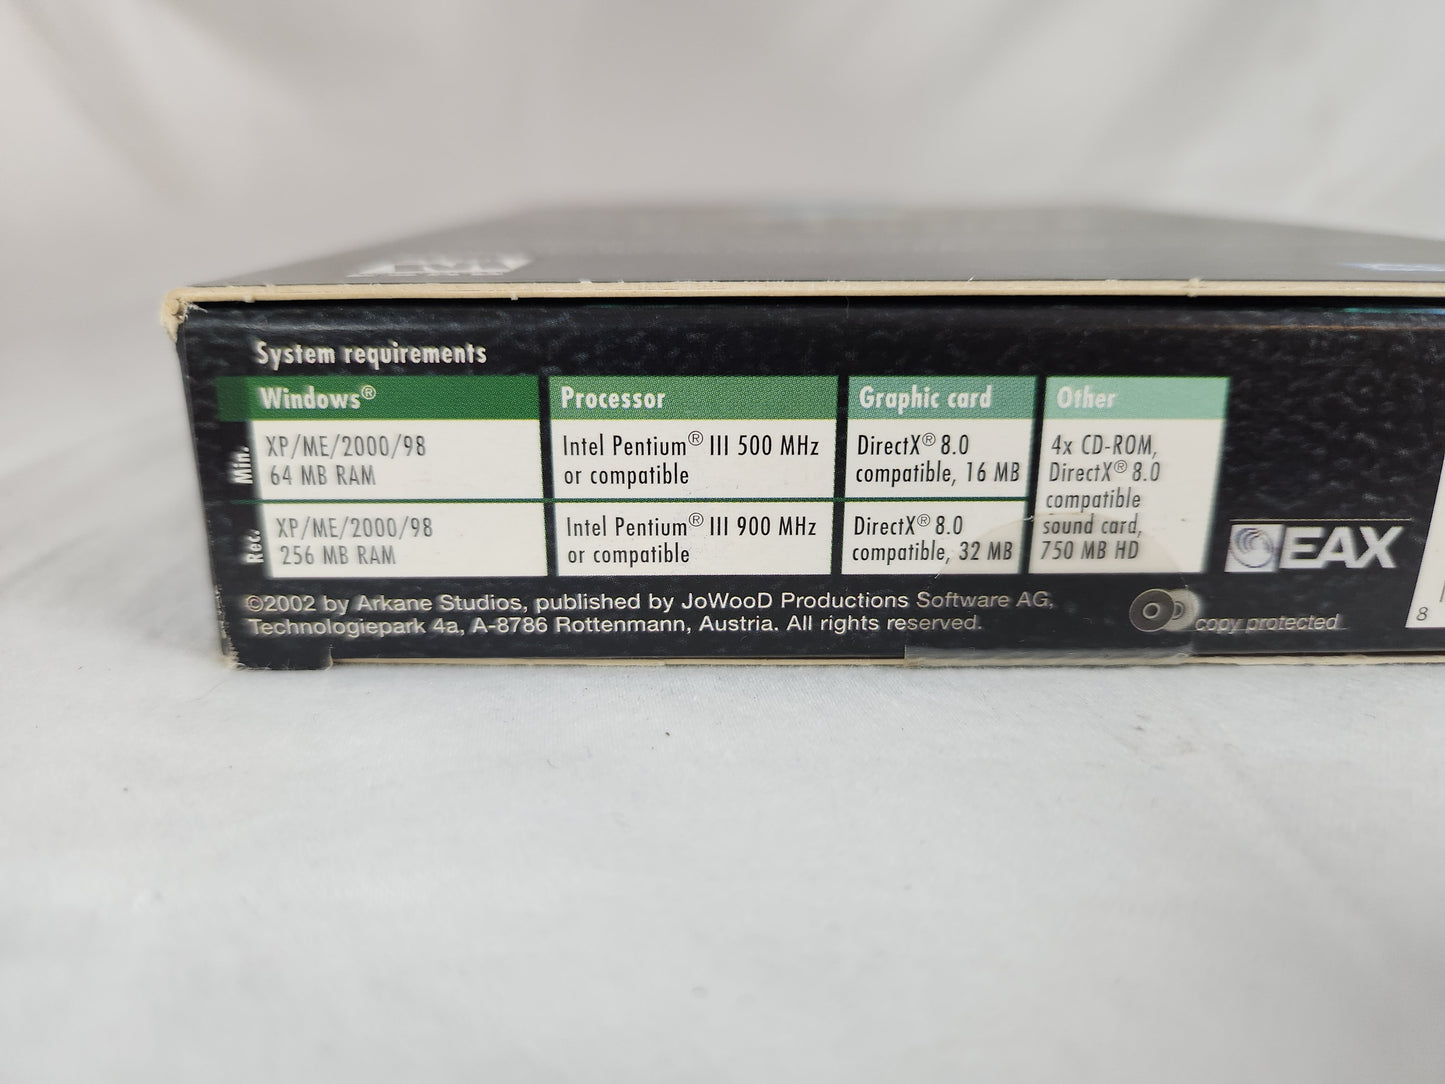 System requirements
Windows® Processor Graphic card Other
Min.
XP/ME/2000/98
64 MB RAM
Intel Pentium® III 500 MHz
or compatible
DirectX® 8.0
compatible, 16 MB
4x CD-ROM,
DirectX® 8.0
compatible
sound card,
750 MB HD
Rec.
XP/ME/2000/98
256 MB RAM
Intel Pentium® III 900 MHz
or compatible
DirectX® 8.0
compatible, 32 MB
EAX
©2002 by Arkane Studios, published by JoWooD Productions Software AG,
Technologiepark 4a, A-8786 Rottenmann, Austria. All rights reserved.
copy protected
8